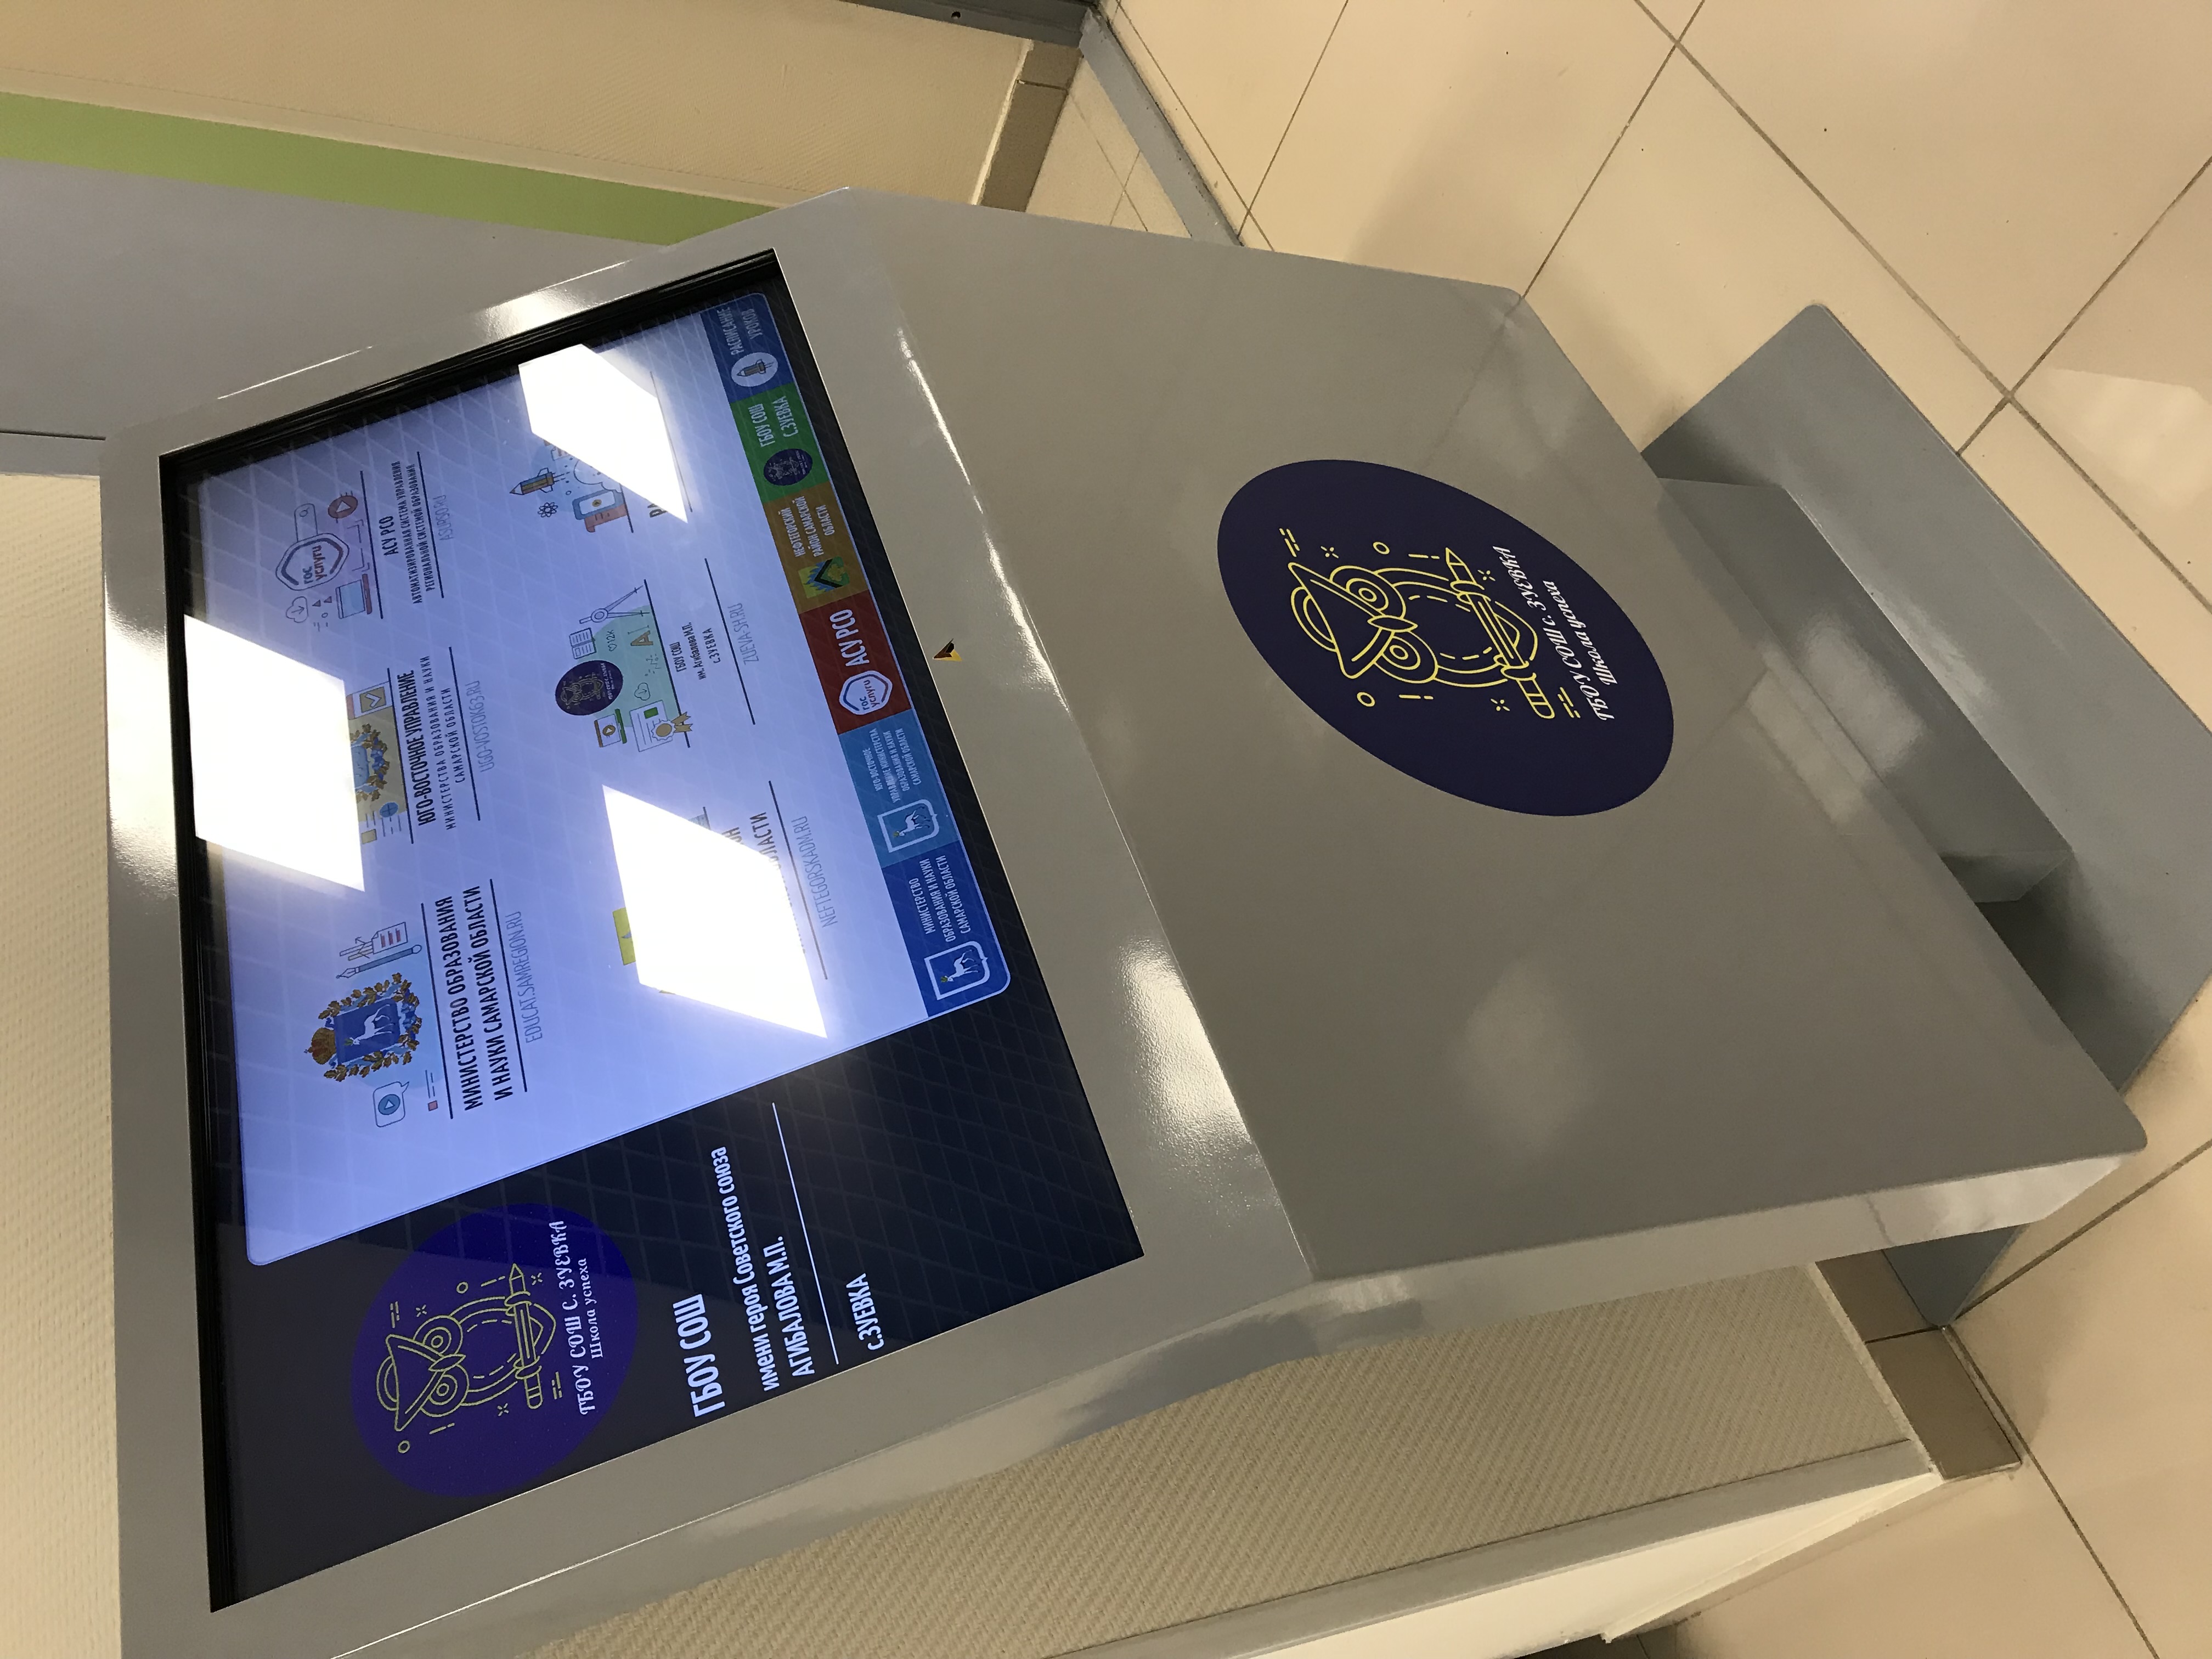 ГБОУ СОШ С. ЗУЕВКА
Школа успеха
ГБОУ СОШ
имени героя Советского союза
АГИБАЛОВА М.П.
с.ЗУЕВКА
МИНИСТЕРСТВО ОБРАЗОВАНИЯ
И НАУКИ САМАРСКОЙ ОБЛАСТИ
EDUCAT.SAMREGION.RU
ЮГО-ВОСТОЧНОЕ УПРАВЛЕНИЕ
МИНИСТЕРСТВА ОБРАЗОВАНИЯ И НАУКИ
САМАРСКОЙ ОБЛАСТИ
UGO-VOSTOK63.RU
гос
услуги
АСУ РСО
АВТОМАТИЗИРОВАННАЯ СИСТЕМА УПРАВЛЕНИЯ
РЕГИОНАЛЬНОЙ СИСТЕМОЙ ОБРАЗОВАНИЕ
ASURSO.RU
NEFTEGORSKADM.RU
12K
A
ГБОУ СОШ
им. Агибалова М.П.
с.ЗУЕВКА
ZUEVA-SH.RU
МИНИСТЕРСТВО
ОБРАЗОВАНИЯ И НАУКИ
САМАРСКОЙ ОБЛАСТИ
ЮГО-ВОСТОЧНОЕ
УПРАВЛЕНИЕ МИНИСТЕРСТВА
ОБРАЗОВАНИЯ И НАУКИ
САМАРСКОЙ ОБЛАСТИ
гос
услуги
АСУ РСО
НЕФТЕГОРСКИЙ
РАЙОН САМАРСКОЙ
ОБЛАСТИ
ГБОУ СОШ
С.ЗУЕВКА
РАСПИСАНИЕ
УРОКОВ
ГБОУ СОШ с. ЗУЕВКА
Школа успеха